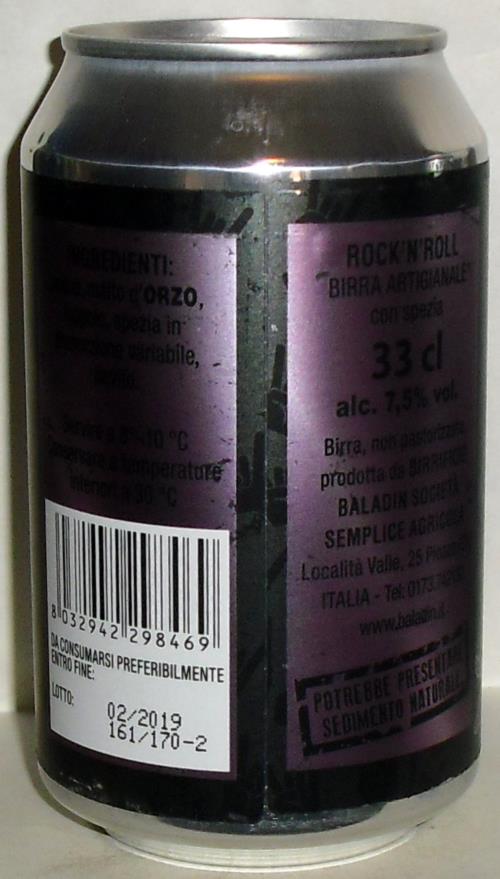 INGREDIENTI:
malto d'ORZO,
spezia in
variabile,
lievito.
Servire a 8°-10 °C
Conservare a temperature
inferiori a 30 °C
8 032942 298469
DA CONSUMARSI PREFERIBILMENTE
ENTRO FINE:
LOTTO:
02/2019
161/170-2
ROCK'N'ROLL
"BIRRA ARTIGIANALE"
con spezia
33 cl
alc. 7,5% vol.
Birra, non pastorizzata,
prodotta da
BALADIN SOCIETÀ
SEMPLICE AGRICOLA
Località Valle, 25
ITALIA - Tel: 0173
www.baladin.it
POTREBBE PRESENTARE
SEDIMENTO NATURALE